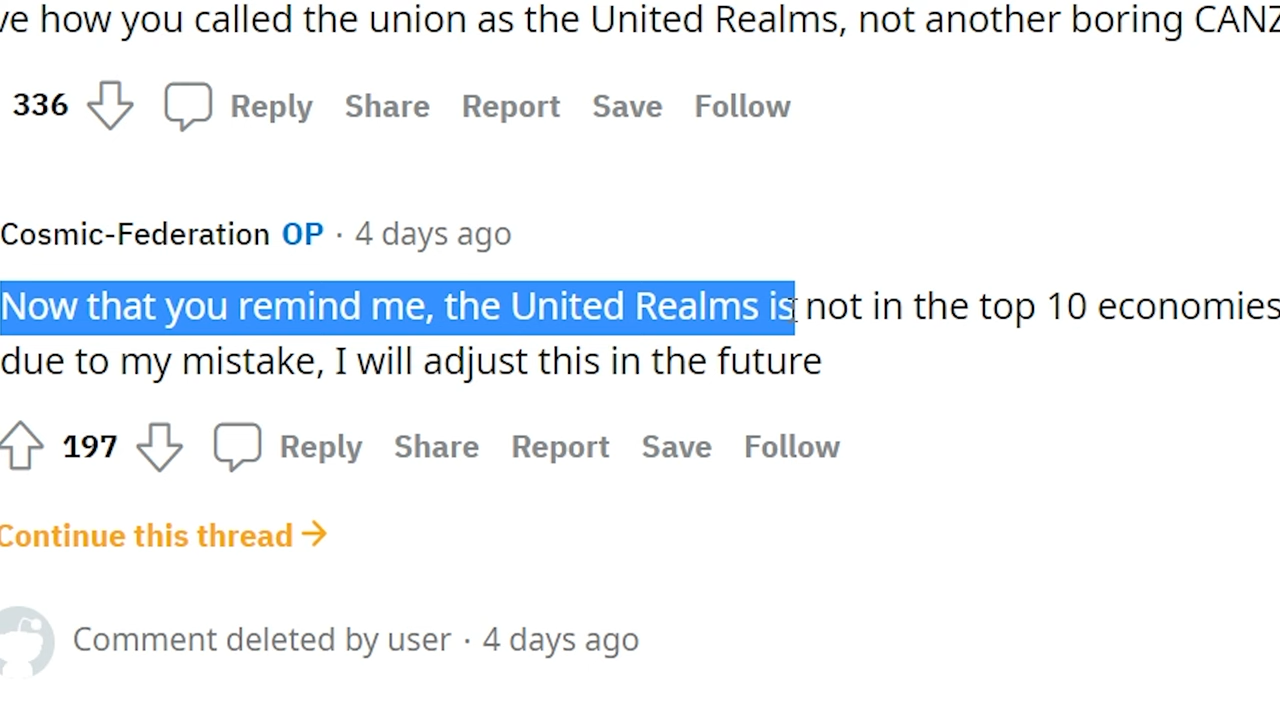 ve how you called the union as the United Realms, not another boring CANZ
336 Reply Share Report Save Follow
Cosmic-Federation OP · 4 days ago
Now that you remind me, the United Realms is not in the top 10 economies
due to my mistake, I will adjust this in the future
197 Reply Share Report Save Follow
Continue this thread →
Comment deleted by user · 4 days ago